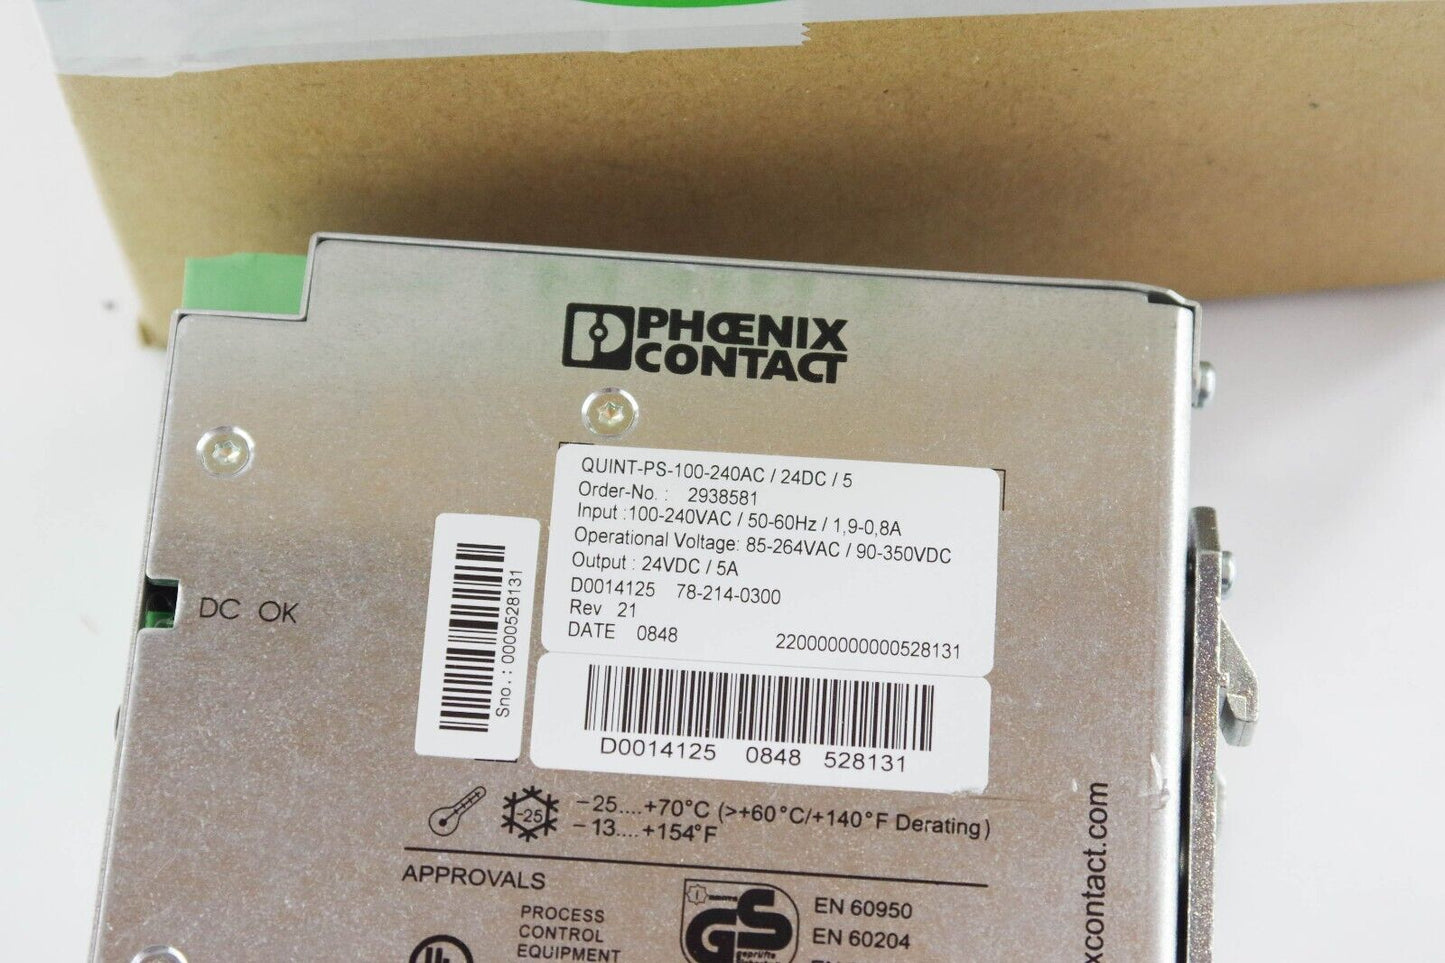 PHŒNIX
CONTACT
QUINT-PS-100-240AC / 24DC / 5
Order-No. : 2938581
Input :100-240VAC / 50-60Hz / 1,9-0,8A
Operational Voltage: 85-264VAC / 90-350VDC
Output : 24VDC / 5A
D0014125 78-214-0300
Rev 21
DATE 0848 220000000000528131
Sno.: 0000528131
DC OK
D0014125 0848 528131
-25
-25....+70°C (>+60°C/+140°F Derating)
-13....+154°F
APPROVALS
PROCESS
CONTROL
EQUIPMENT
UL
GS
geprüfte
EN 60950
EN 60204
xcontact.com